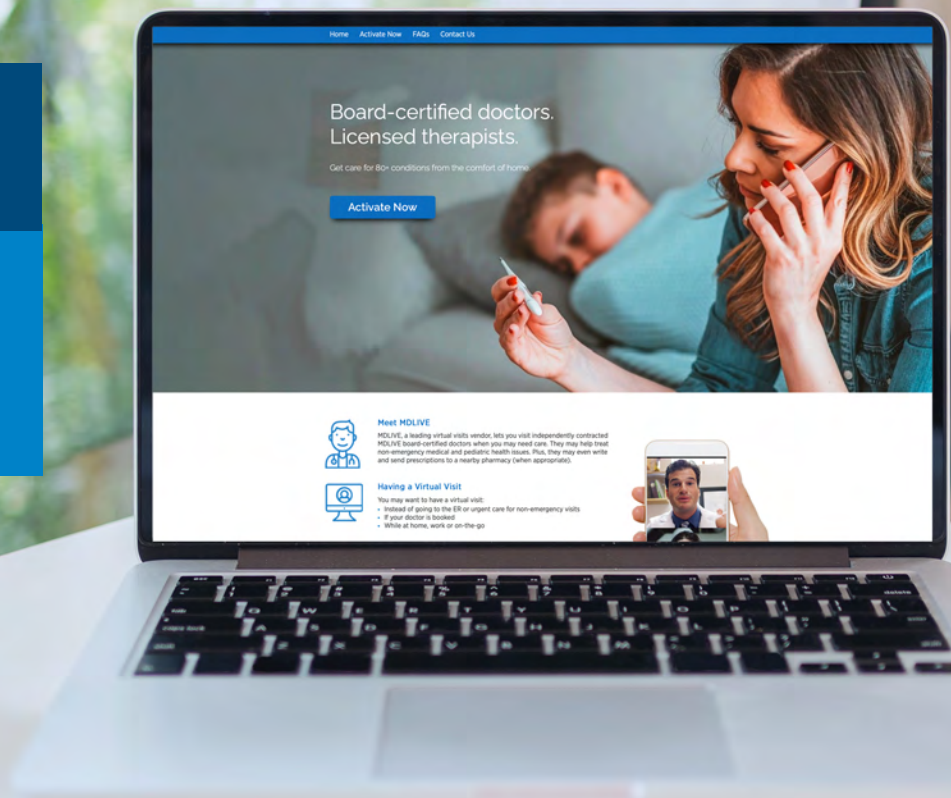 Home Activate Now FAQs Contact Us
Board-certified doctors.
Licensed therapists.
Get care for 80+ conditions from the comfort of home.
Activate Now
Meet MDLIVE
MDLIVE, a leading virtual visits vendor, lets you visit independently contracted
MDLIVE board-certified doctors when you may need care. They may help treat
non-emergency medical and pediatric health issues. Plus, they may even write
and send prescriptions to a nearby pharmacy (when appropriate).
Having a Virtual Visit
You may want to have a virtual visit:
• Instead of going to the ER or urgent care for non-emergency visits
• If your doctor is booked
• While at home, work or on-the-go
delete